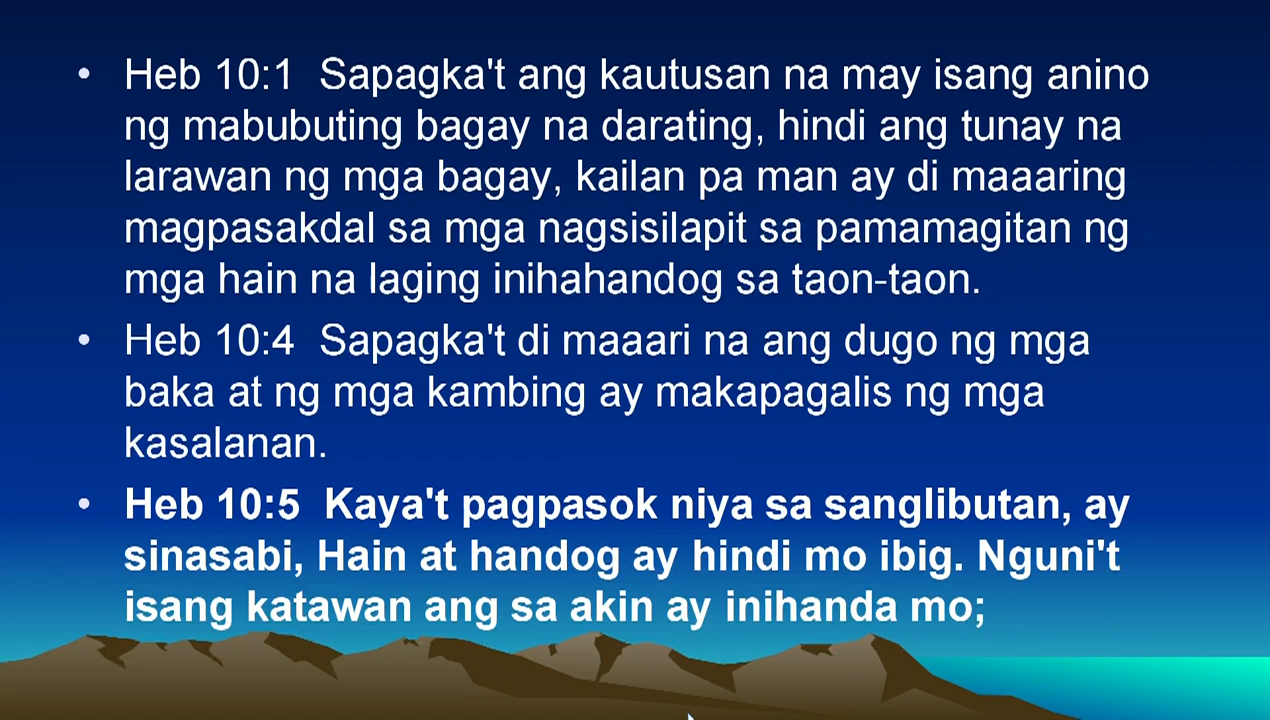 • Heb 10:1  Sapagka't ang kautusan na may isang anino
ng mabubuting bagay na darating, hindi ang tunay na
larawan ng mga bagay, kailan pa man ay di maaaring
magpasakdal sa mga nagsisilapit sa pamamagitan ng
mga hain na laging inihahandog sa taon-taon.
• Heb 10:4  Sapagka't di maaari na ang dugo ng mga
baka at ng mga kambing ay makapagalis ng mga
kasalanan.
• Heb 10:5  Kaya't pagpasok niya sa sanglibutan, ay
sinasabi, Hain at handog ay hindi mo ibig. Nguni't
isang katawan ang sa akin ay inihanda mo;